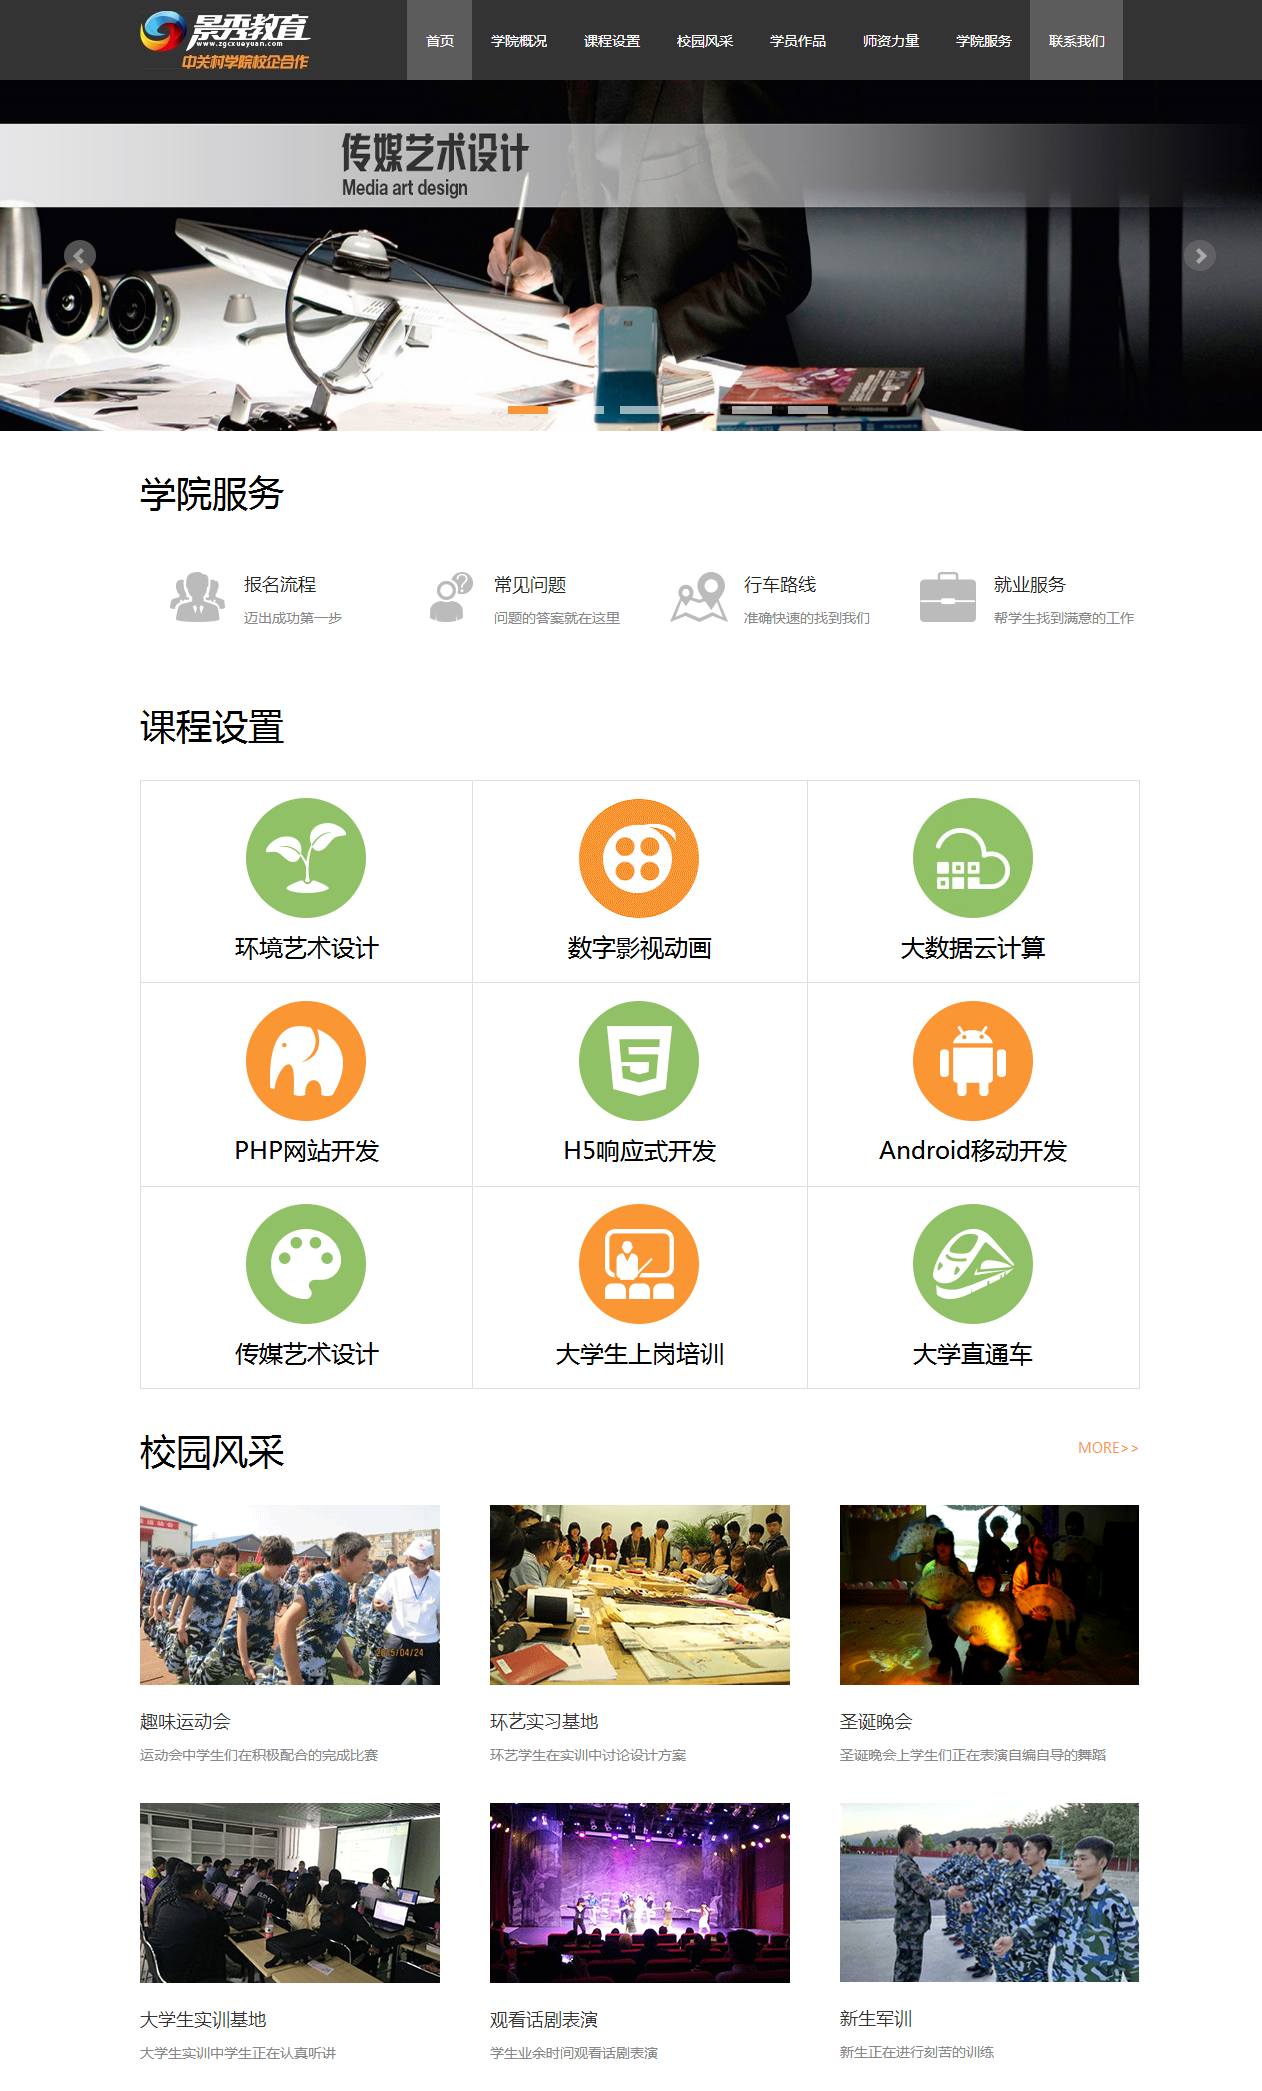 景秀教育
www.zgcxueyuan.com
中关村学院校企合作
首页 学院概况 课程设置 校园风采 学员作品 师资力量 学院服务 联系我们
传媒艺术设计
Media art design
学院服务
报名流程
迈出成功第一步
常见问题
问题的答案就在这里
行车路线
准确快速的找到我们
就业服务
帮学生找到满意的工作
课程设置
环境艺术设计
数字影视动画
大数据云计算
PHP网站开发
H5响应式开发
Android移动开发
传媒艺术设计
大学生上岗培训
大学直通车
校园风采
MORE>>
2015/04/24
趣味运动会
运动会中学生们在积极配合的完成比赛
环艺实习基地
环艺学生在实训中讨论设计方案
圣诞晚会
圣诞晚会上学生们正在表演自编自导的舞蹈
大学生实训基地
大学生实训中学生正在认真听讲
观看话剧表演
学生业余时间观看话剧表演
新生军训
新生正在进行刻苦的训练